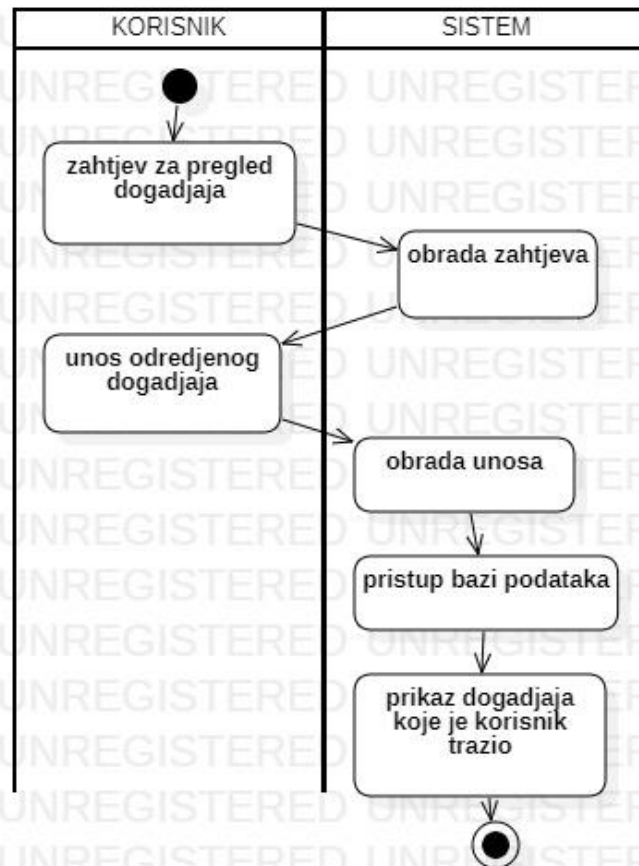 KORISNIK
SISTEM
zahtjev za pregled
dogadjaja
obrada zahtjeva
unos odredjenog
dogadjaja
obrada unosa
pristup bazi podataka
prikaz dogadjaja
koje je korisnik
trazio
UNREGISTERED